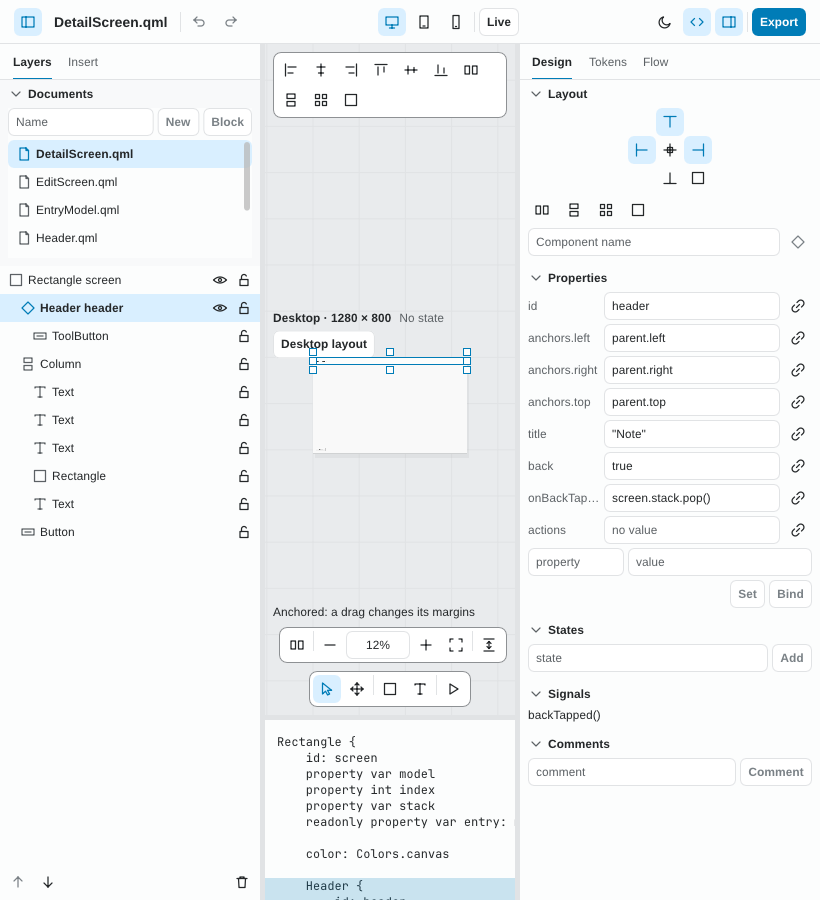 DetailScreen.qml
Live
Export
Layers
Insert
Documents
Name
New
Block
DetailScreen.qml
EditScreen.qml
EntryModel.qml
Header.qml
Rectangle screen
Header header
ToolButton
Column
Text
Text
Text
Rectangle
Text
Button
Desktop · 1280 × 800 No state
Desktop layout
Anchored: a drag changes its margins
12%
Rectangle {
id: screen
property var model
property int index
property var stack
readonly property var entry:
color: Colors.canvas
Header {
id: header
Design
Tokens
Flow
Layout
Component name
Properties
id header
anchors.left parent.left
anchors.right parent.right
anchors.top parent.top
title "Note"
back true
onBackTap… screen.stack.pop()
actions no value
property value
Set
Bind
States
state
Add
Signals
backTapped()
Comments
comment
Comment